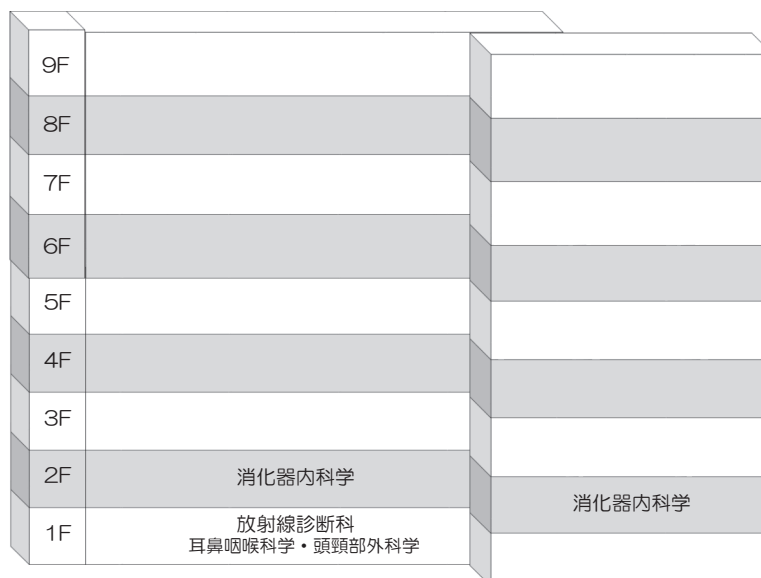 9F
8F
7F
6F
5F
4F
3F
2F 消化器内科学
消化器内科学
1F 放射線診断科
耳鼻咽喉科学・頭頸部外科学